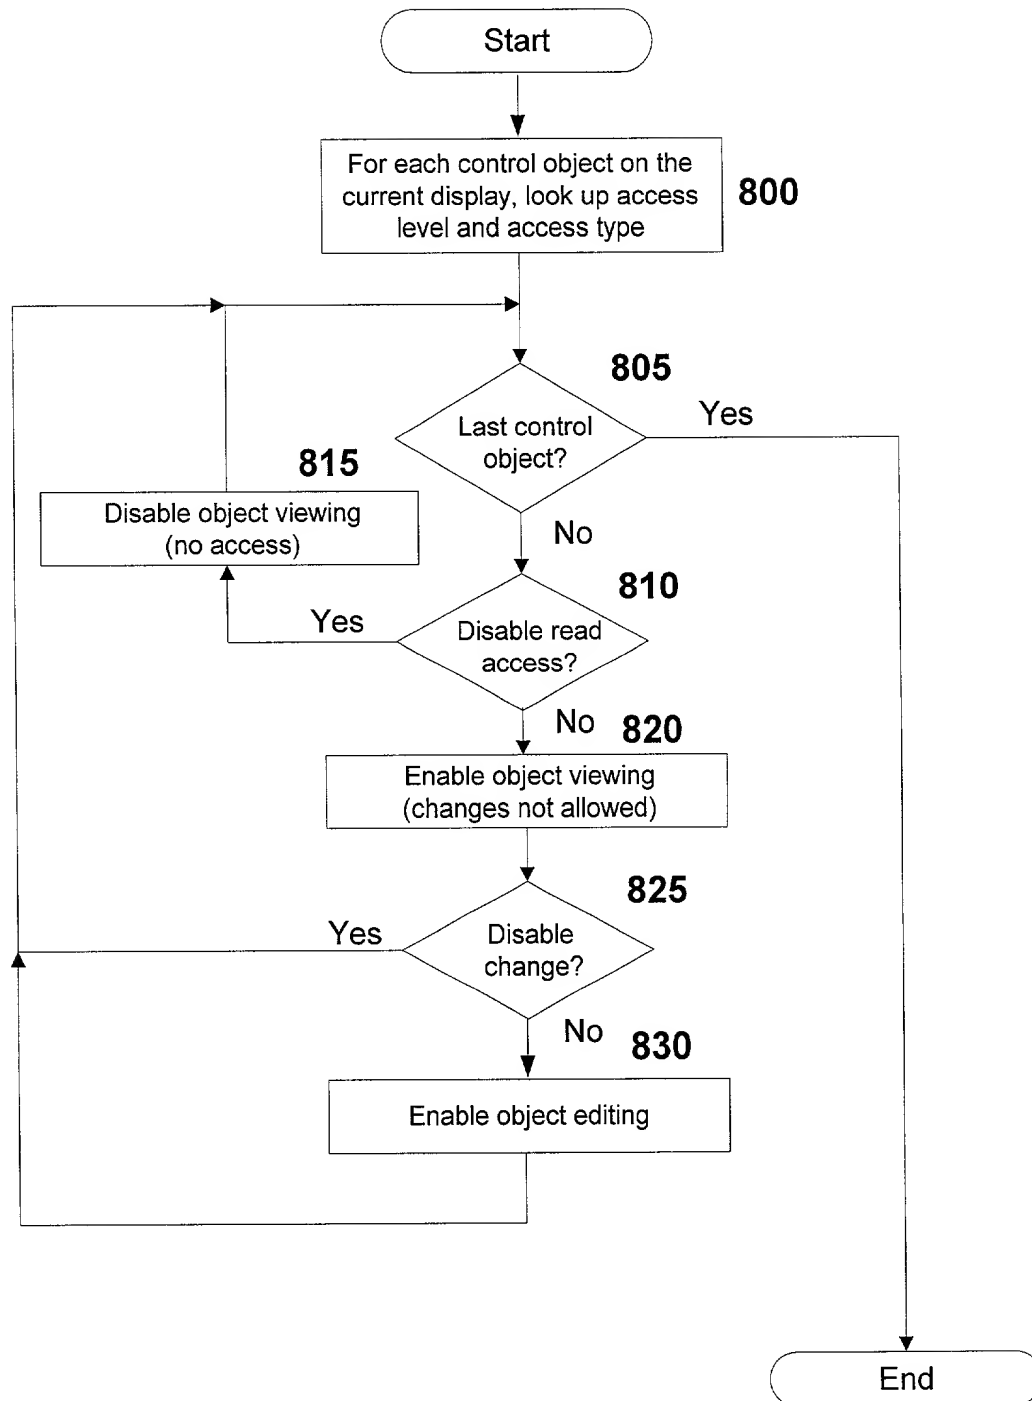 Start
For each control object on the
current display, look up access
level and access type
800
805
Last control
object?
Yes
815
Disable object viewing
(no access)
No
810
Yes
Disable read
access?
No
820
Enable object viewing
(changes not allowed)
825
Yes
Disable
change?
No
830
Enable object editing
End